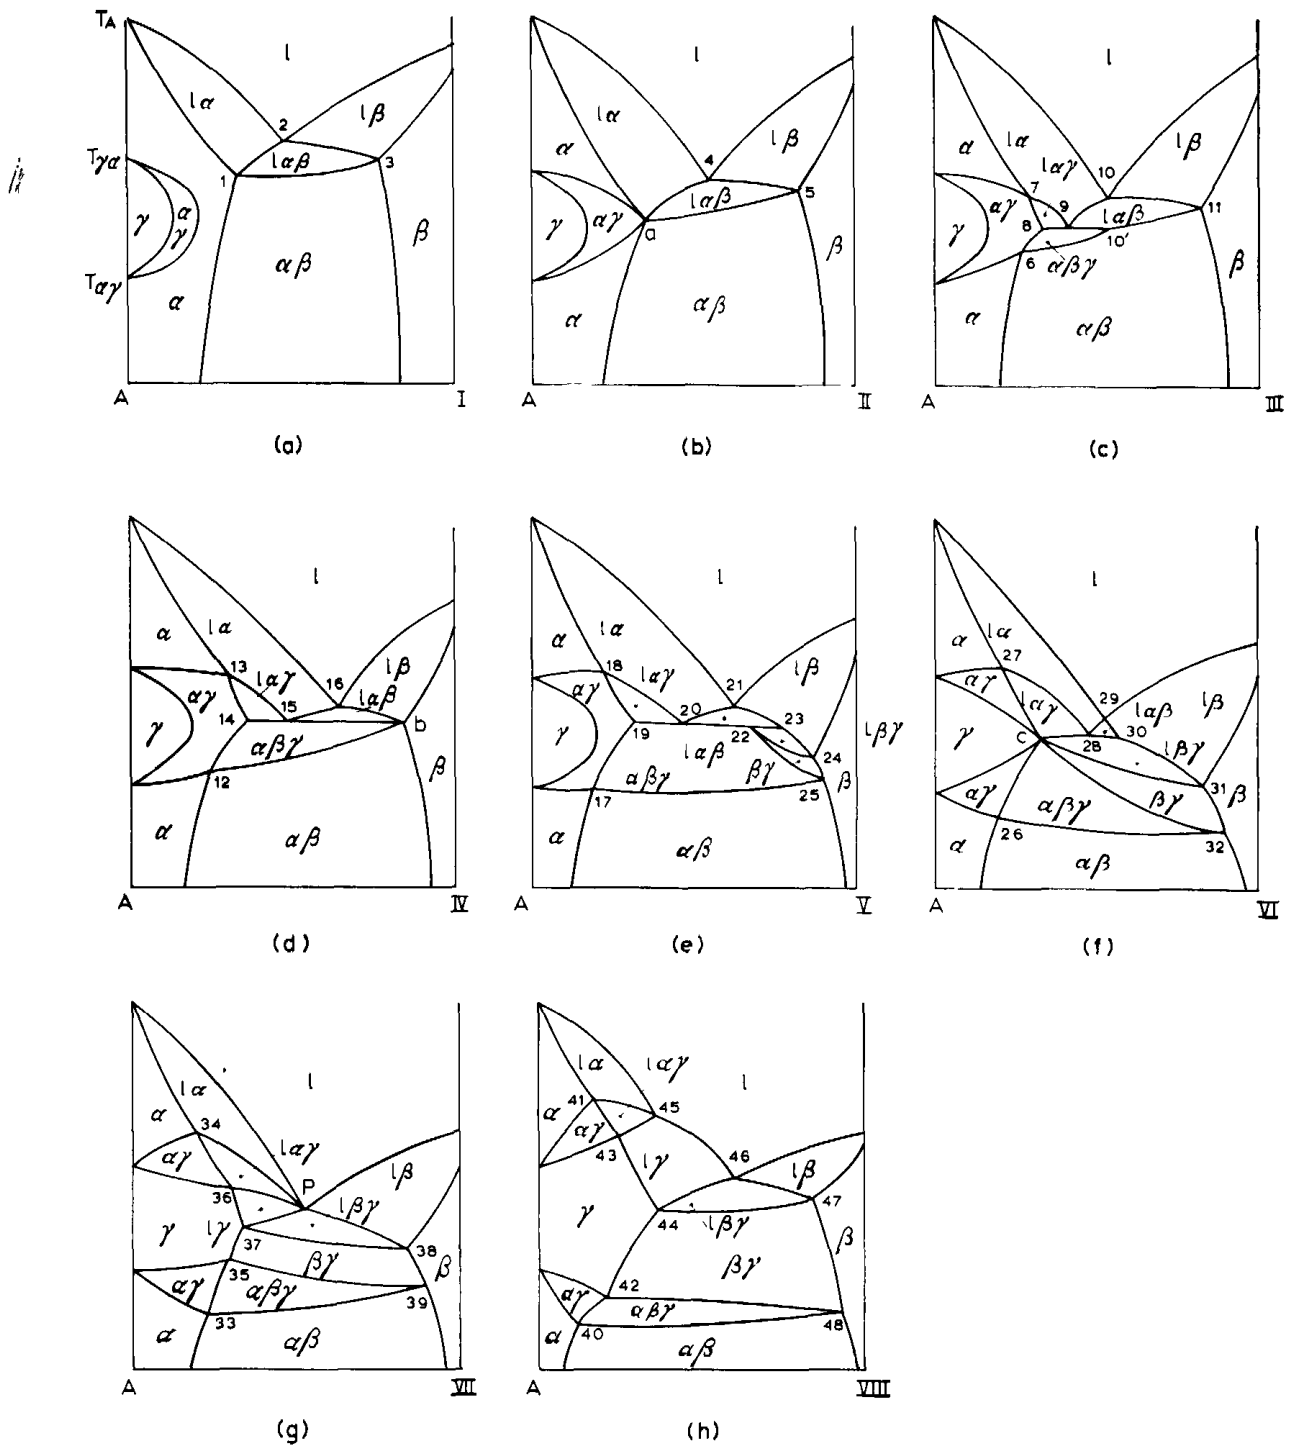 T_A l
lα 2 lβ
T_γα lαβ 3
1
γ α γ
αβ β
T_αγ α
A I
(a)
l
lα
α 4 lβ
γ αγ lαβ 5
a
β
α αβ
A II
(b)
l
α lα lαγ 10 lβ
7
αγ 9
γ 8 lαβ 11
10'
6 αβγ β
α αβ
A III
(c)
l
α lα
13 lαγ 16 lβ
αγ 15 lαβ
14 b
γ αβγ
12 β
α αβ
A IV
(d)
l
α lα
18 lαγ 21 lβ
αγ
20 23 lβγ
γ 19 lαβ 22
24
αβγ βγ β
17 25
α αβ
A V
(e)
l
α lα
27 29 lβ
αγ lαγ lαβ
30
γ c 28 lβγ
31
αγ αβγ βγ β
26
α αβ 32
A VI
(f)
l
lα
α 34
lαγ
αγ P lβ
36 lβγ
γ lγ
37 38
βγ β
35
αγ αβγ 39
33
α αβ
A VII
(g)
lα lαγ l
41 45
α αγ
43 lγ 46
lβ
47
γ 44 lβγ
β
βγ
42
αγ αβγ
40 48
α αβ
A VIII
(h)